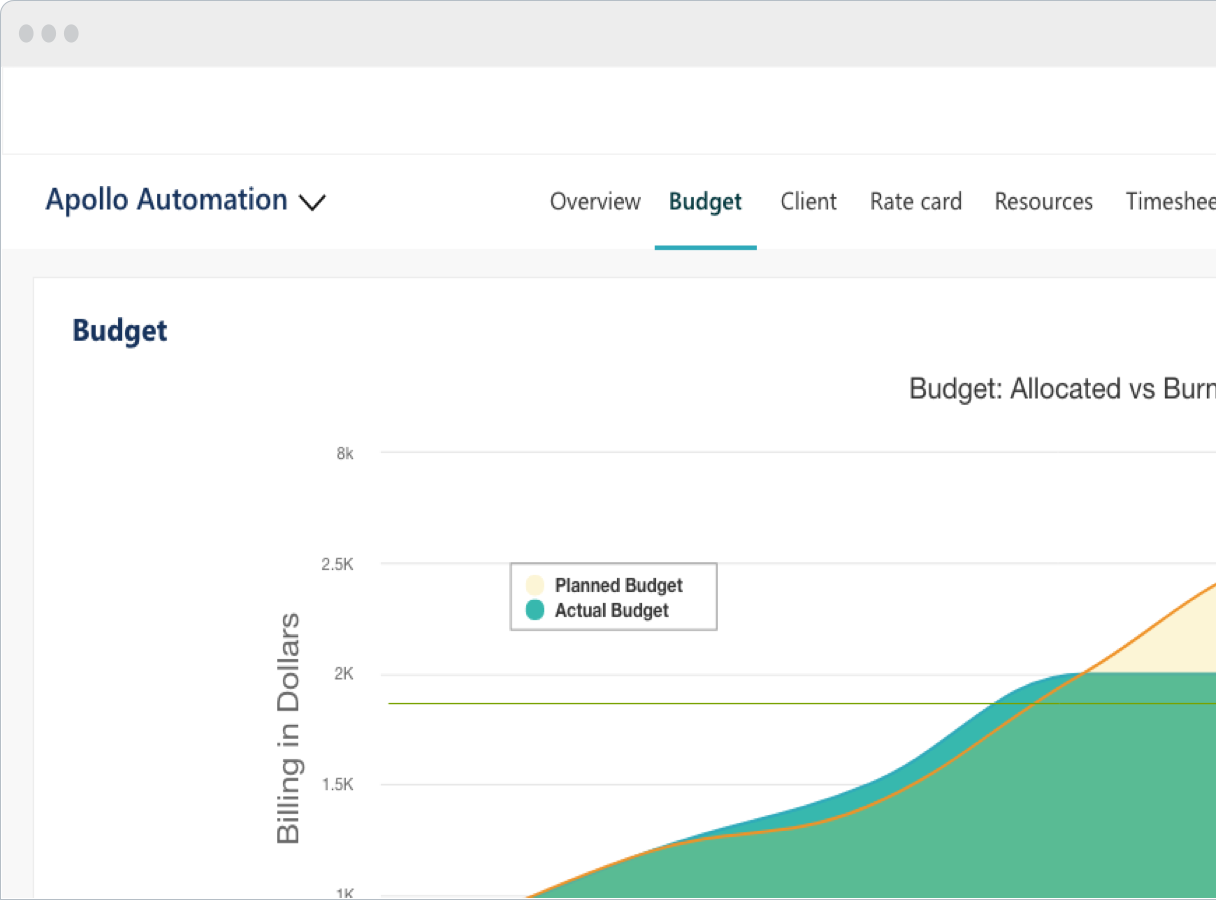 Apollo Automation
Overview Budget Client Rate card Resources Timeshee
Budget
Budget: Allocated vs Burn
8k
2.5K
Planned Budget
Actual Budget
2K
1.5K
1K
Billing in Dollars